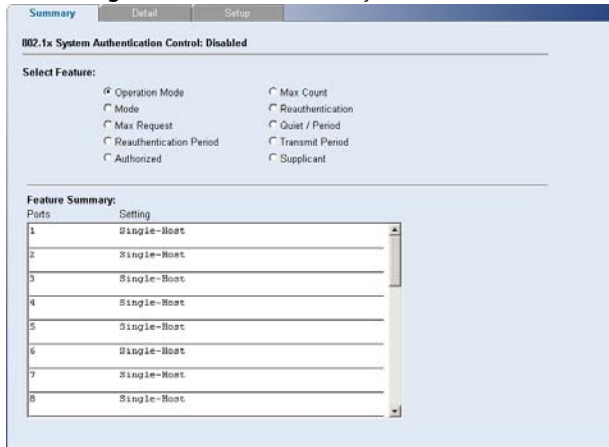 Summary Detail Setup
802.1x System Authentication Control: Disabled
Select Feature:
Operation Mode Max Count
Mode Reauthentication
Max Request Quiet / Period
Reauthentication Period Transmit Period
Authorized Supplicant
Feature Summary:
Ports Setting
1 Single-Host
2 Single-Host
3 Single-Host
4 Single-Host
5 Single-Host
6 Single-Host
7 Single-Host
8 Single-Host